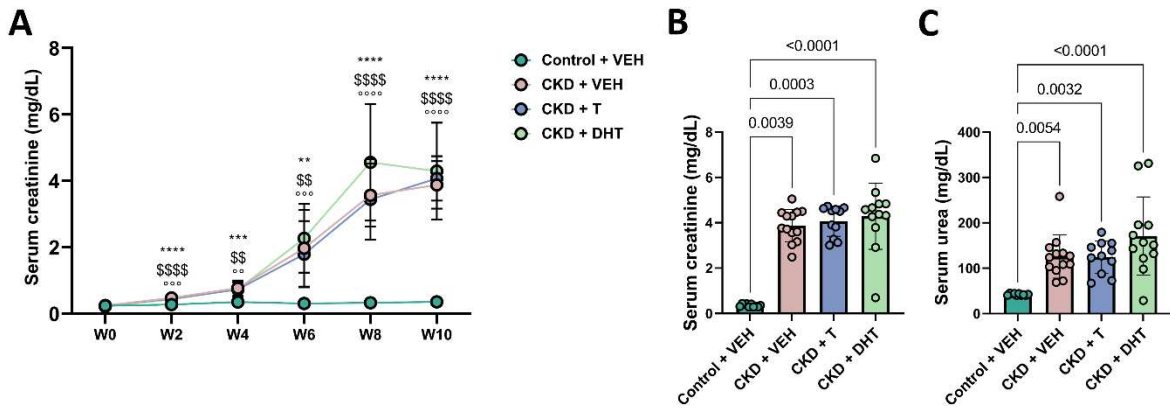 A
Serum creatinine (mg/dL)
8
6
4
2
0
W0 W2 W4 W6 W8 W10
****
$$$$
°°°
***
$$
°°
**
$$
°°°
****
$$$$
°°°°
****
$$$$
°°°°
Control + VEH
CKD + VEH
CKD + T
CKD + DHT
B
<0.0001
0.0003
0.0039
Serum creatinine (mg/dL)
8
6
4
2
0
Control + VEH
CKD + VEH
CKD + T
CKD + DHT
C
<0.0001
0.0032
0.0054
Serum urea (mg/dL)
400
300
200
100
0
Control + VEH
CKD + VEH
CKD + T
CKD + DHT